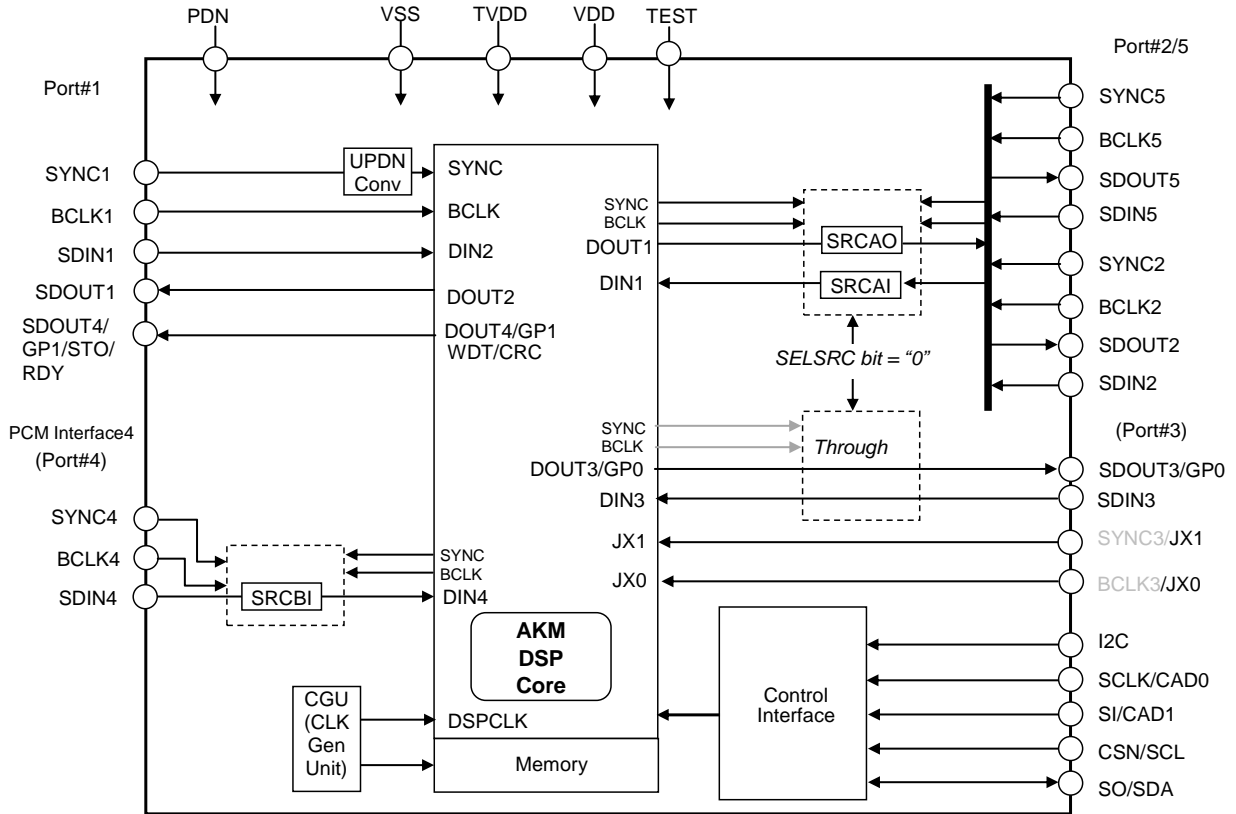 PDN
VSS
TVDD
VDD
TEST
Port#2/5
Port#1
SYNC1
BCLK1
SDIN1
SDOUT1
SDOUT4/
GP1/STO/
RDY
PCM Interface4
(Port#4)
SYNC4
BCLK4
SDIN4
UPDN
Conv
SYNC
BCLK
DIN2
DOUT2
DOUT4/GP1
WDT/CRC
SYNC
BCLK
DOUT1
DIN1
SRCAO
SRCAI
SELSRC bit = “0”
SYNC
BCLK
Through
DOUT3/GP0
DIN3
JX1
JX0
SYNC
BCLK
DIN4
SRCBI
AKM
DSP
Core
CGU
(CLK
Gen
Unit)
DSPCLK
Memory
Control
Interface
SYNC5
BCLK5
SDOUT5
SDIN5
SYNC2
BCLK2
SDOUT2
SDIN2
(Port#3)
SDOUT3/GP0
SDIN3
SYNC3/JX1
BCLK3/JX0
I2C
SCLK/CAD0
SI/CAD1
CSN/SCL
SO/SDA